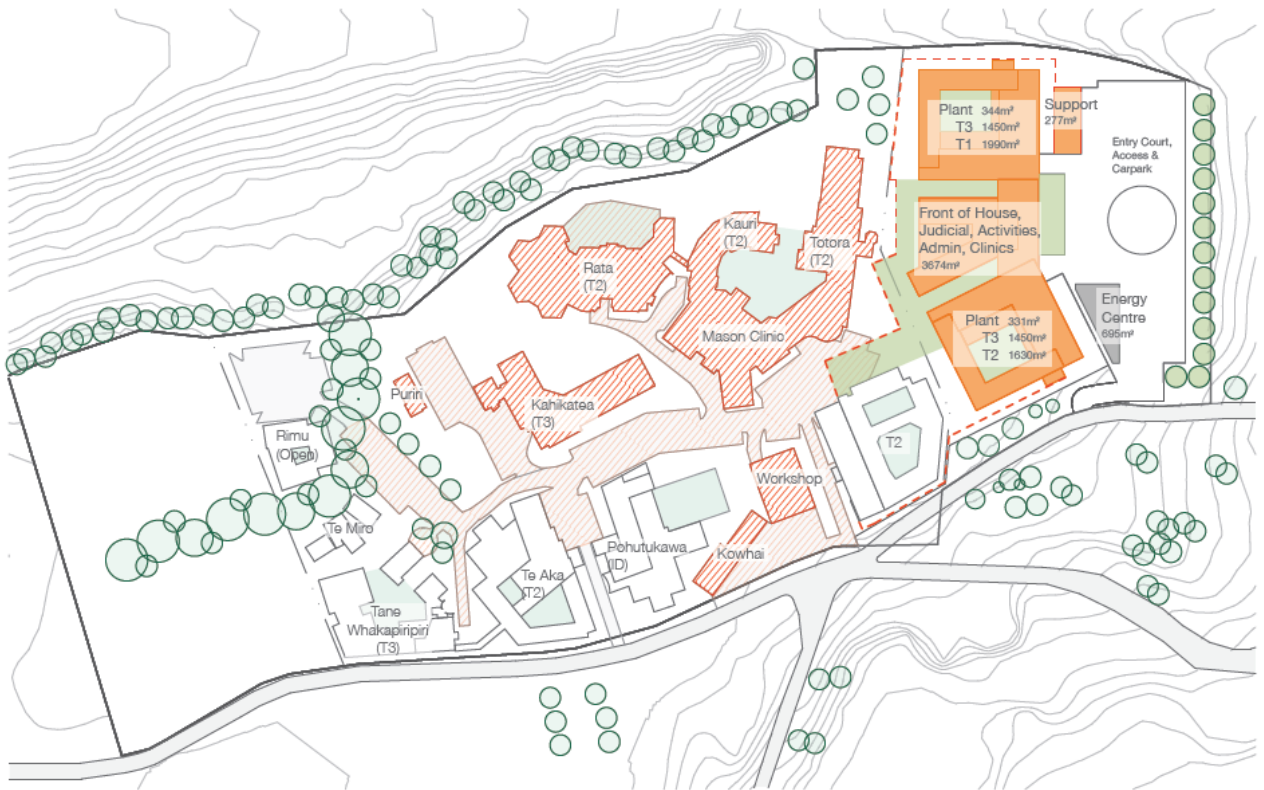 Plant 344m²
T3 1450m²
T1 1990m²
Support
277m²
Entry Court,
Access &
Carpark
Front of House,
Judicial, Activities,
Admin, Clinics
3674m²
Kauri
(T2)
Totora
(T2)
Rata
(T2)
Mason Clinic
Energy
Centre
695m²
Plant 331m²
T3 1450m²
T2 1630m²
Puriri
Kahikatea
(T3)
Rimu
(Open)
T2
Workshop
Te Miro
Pohutukawa
(ID)
Kowhai
Te Aka
(T2)
Tane
Whakapiripiri
(T3)